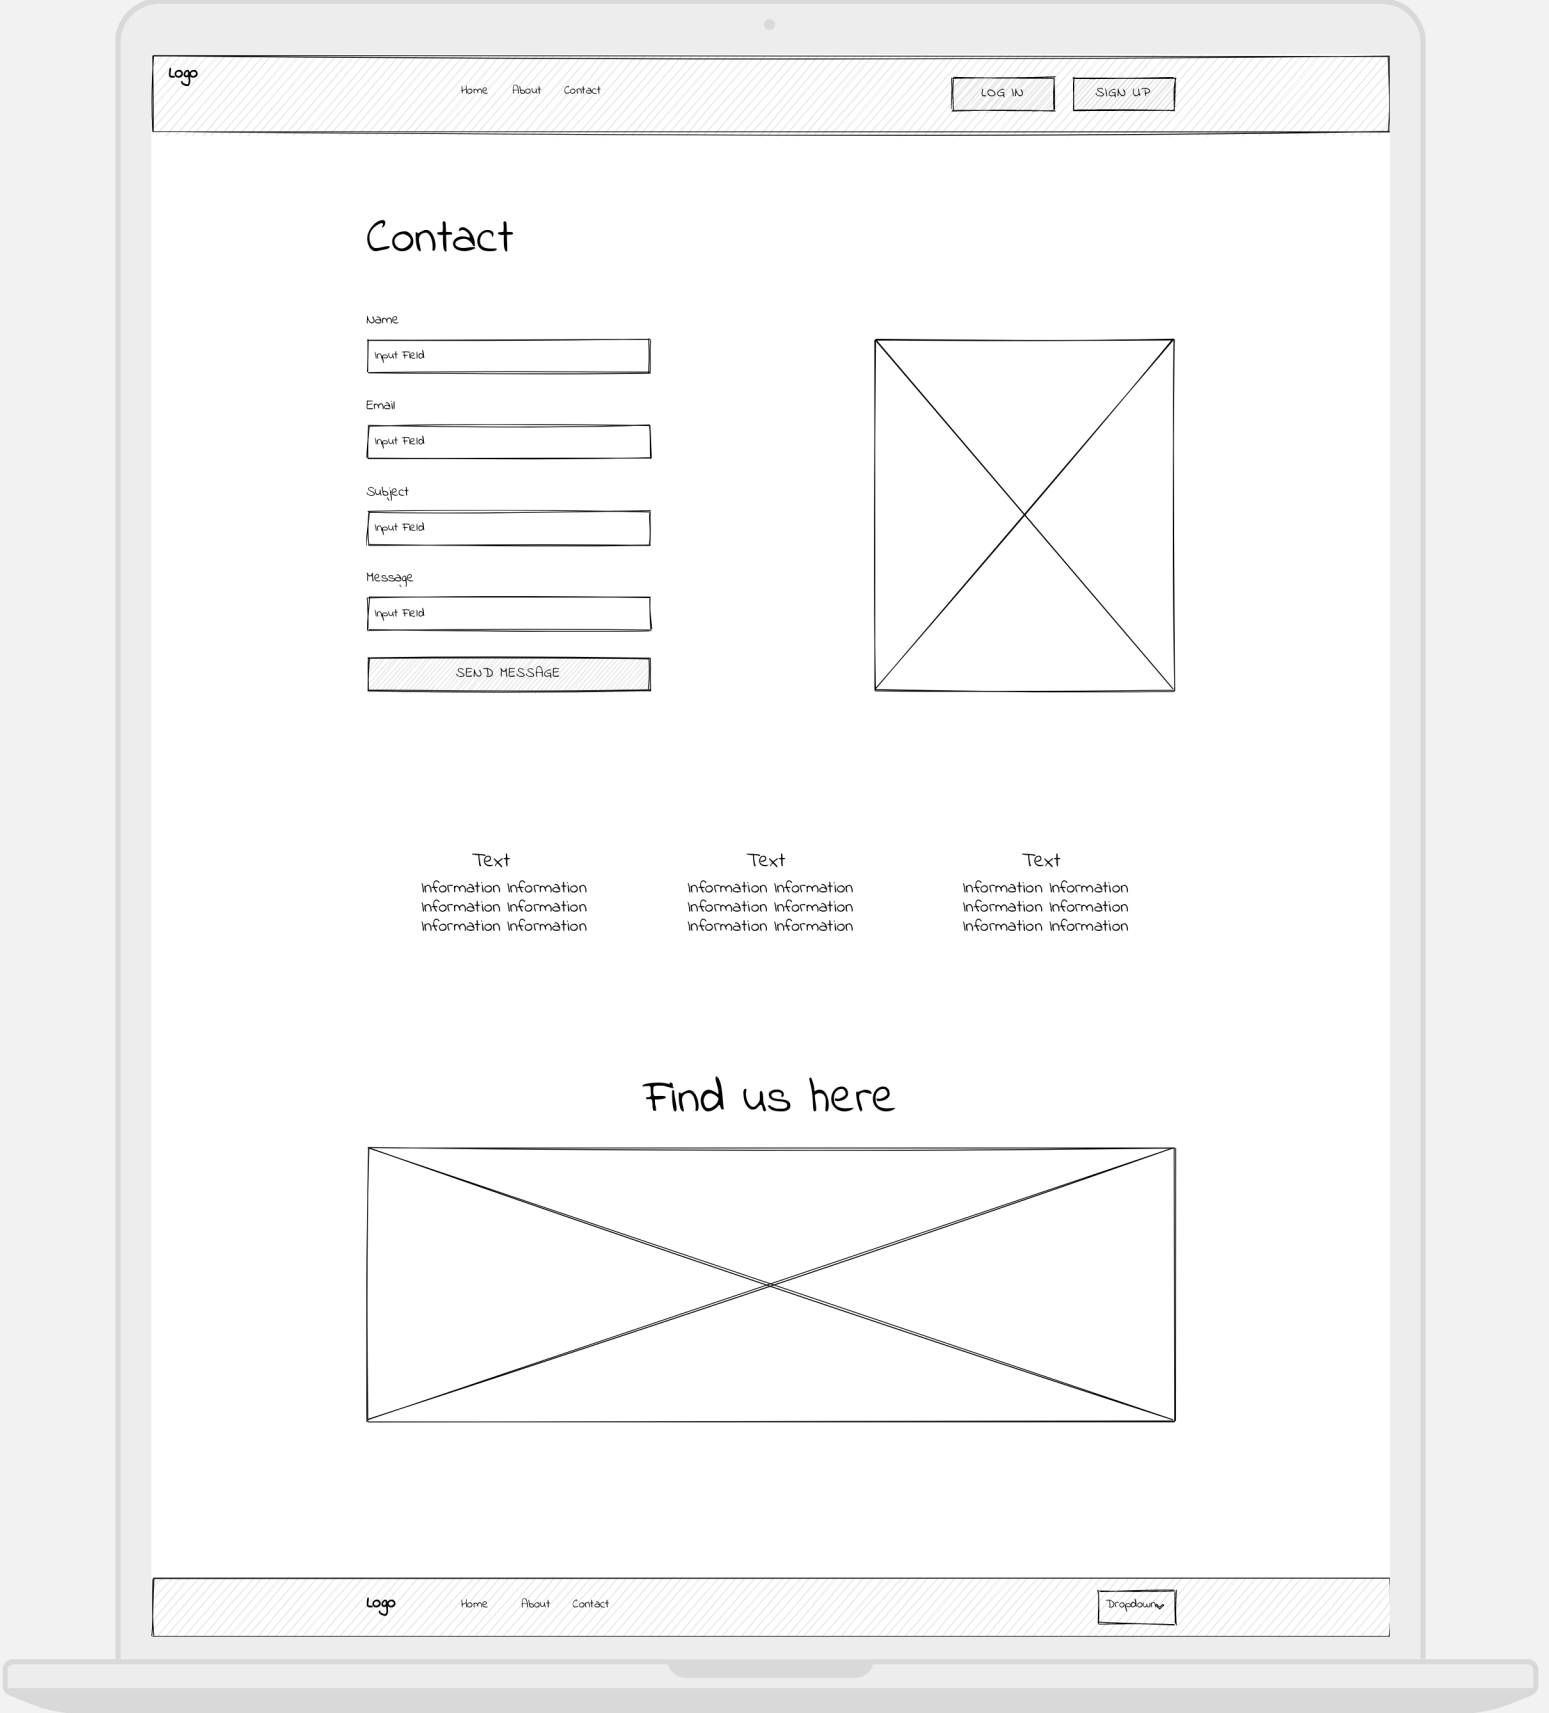 Logo
Home About Contact
LOG IN
SIGN UP
Contact
Name
Input Field
Email
Input Field
Subject
Input Field
Message
Input Field
SEND MESSAGE
Text
Information Information
Information Information
Information Information
Text
Information Information
Information Information
Information Information
Text
Information Information
Information Information
Information Information
Find us here
Logo
Home About Contact
Dropdown